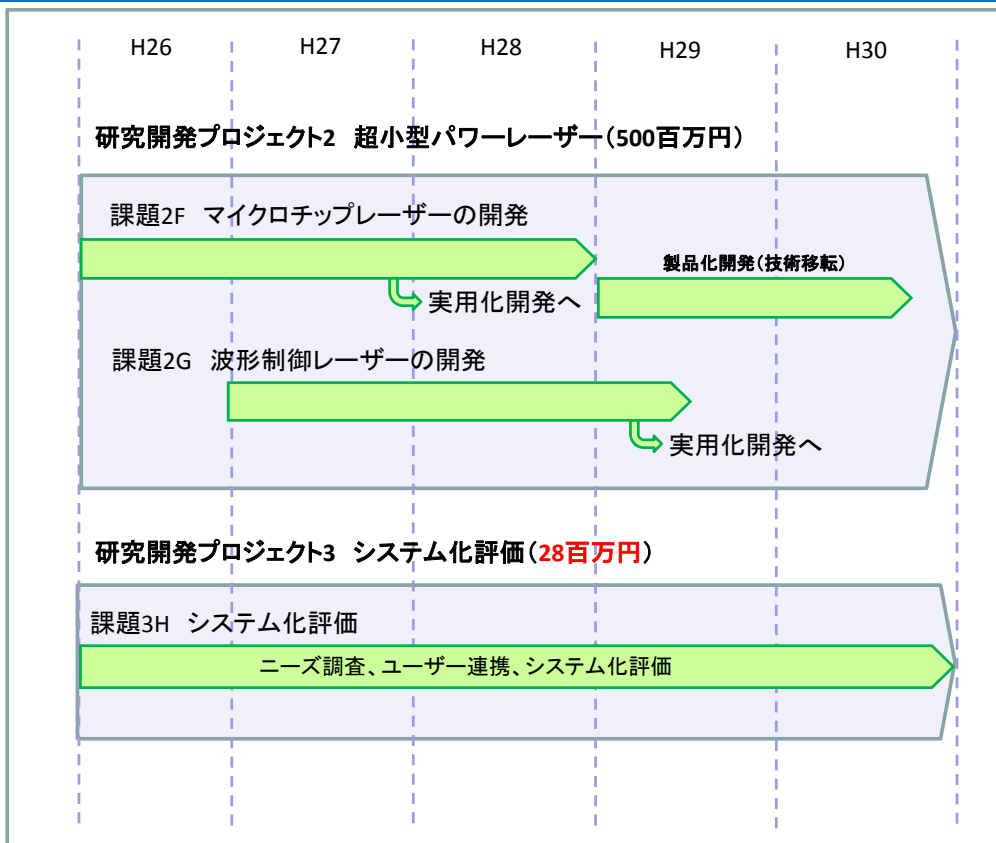 H26 H27 H28 H29 H30
研究開発プロジェクト2 超小型パワーレーザー(500百万円)
課題2F マイクロチップレーザーの開発
製品化開発(技術移転)
実用化開発へ
課題2G 波形制御レーザーの開発
実用化開発へ
研究開発プロジェクト3 システム化評価(28百万円)
課題3H システム化評価
ニーズ調査、ユーザー連携、システム化評価